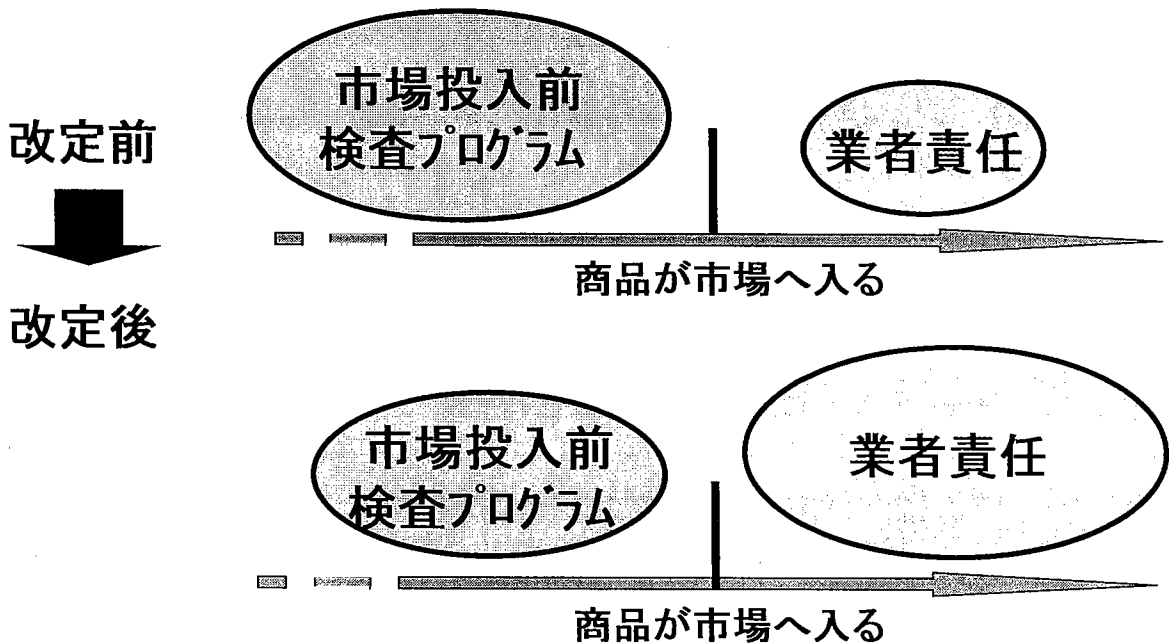 改定前
市場投入前
検査プログラム
業者責任
商品が市場へ入る
改定後
市場投入前
検査プログラム
業者責任
商品が市場へ入る